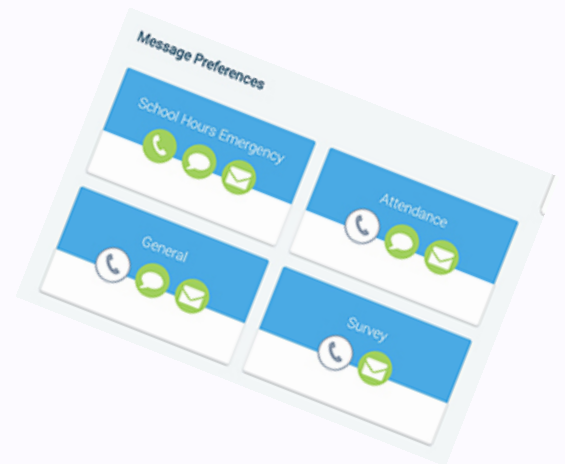 Message Preferences
School Hours Emergency
Attendance
General
Survey